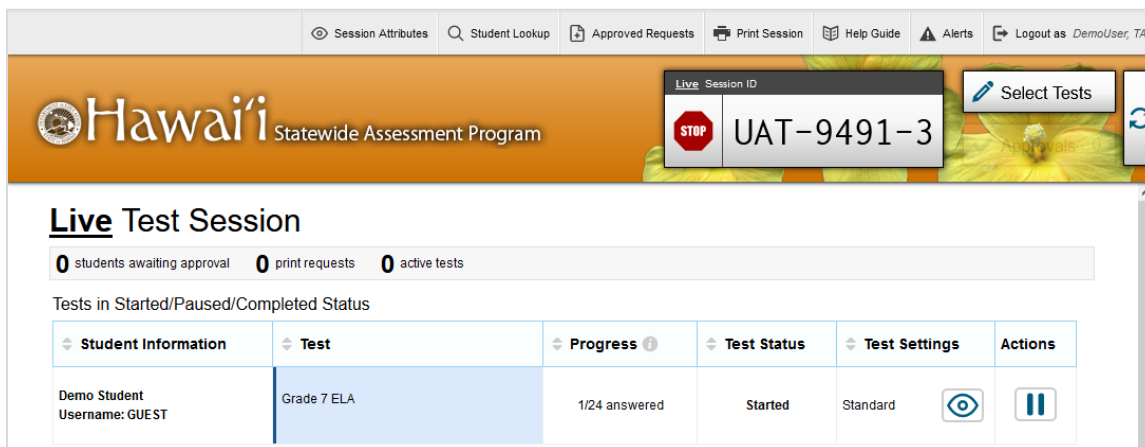 Session Attributes Student Lookup Approved Requests Print Session Help Guide Alerts Logout as DemoUser, TA
Live Session ID
Hawai‘i Statewide Assessment Program
STOP UAT-9491-3
Select Tests
Approvals 0
Live Test Session
0 students awaiting approval 0 print requests 0 active tests
Tests in Started/Paused/Completed Status
Student Information Test Progress Test Status Test Settings Actions
Demo Student
Username: GUEST
Grade 7 ELA 1/24 answered Started Standard